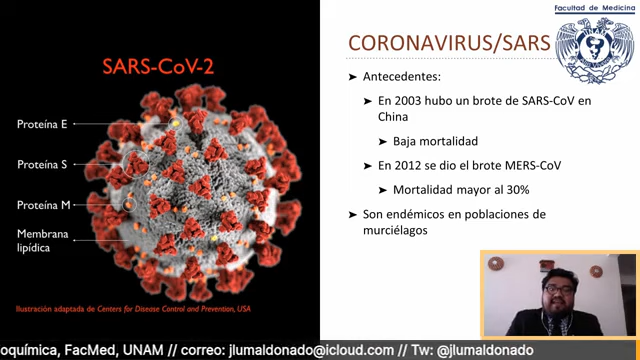 SARS-CoV-2
Proteína E
Proteína S
Proteína M
Membrana
lipídica
Ilustración adaptada de Centers for Disease Control and Prevention, USA
Facultad de Medicina
CORONAVIRUS/SARS
➤ Antecedentes:
➤ En 2003 hubo un brote de SARS-CoV en
China
➤ Baja mortalidad
➤ En 2012 se dio el brote MERS-CoV
➤ Mortalidad mayor al 30%
➤ Son endémicos en poblaciones de
murciélagos
oquímica, FacMed, UNAM // correo: jlumaldonado@icloud.com // Tw: @jlumaldonado